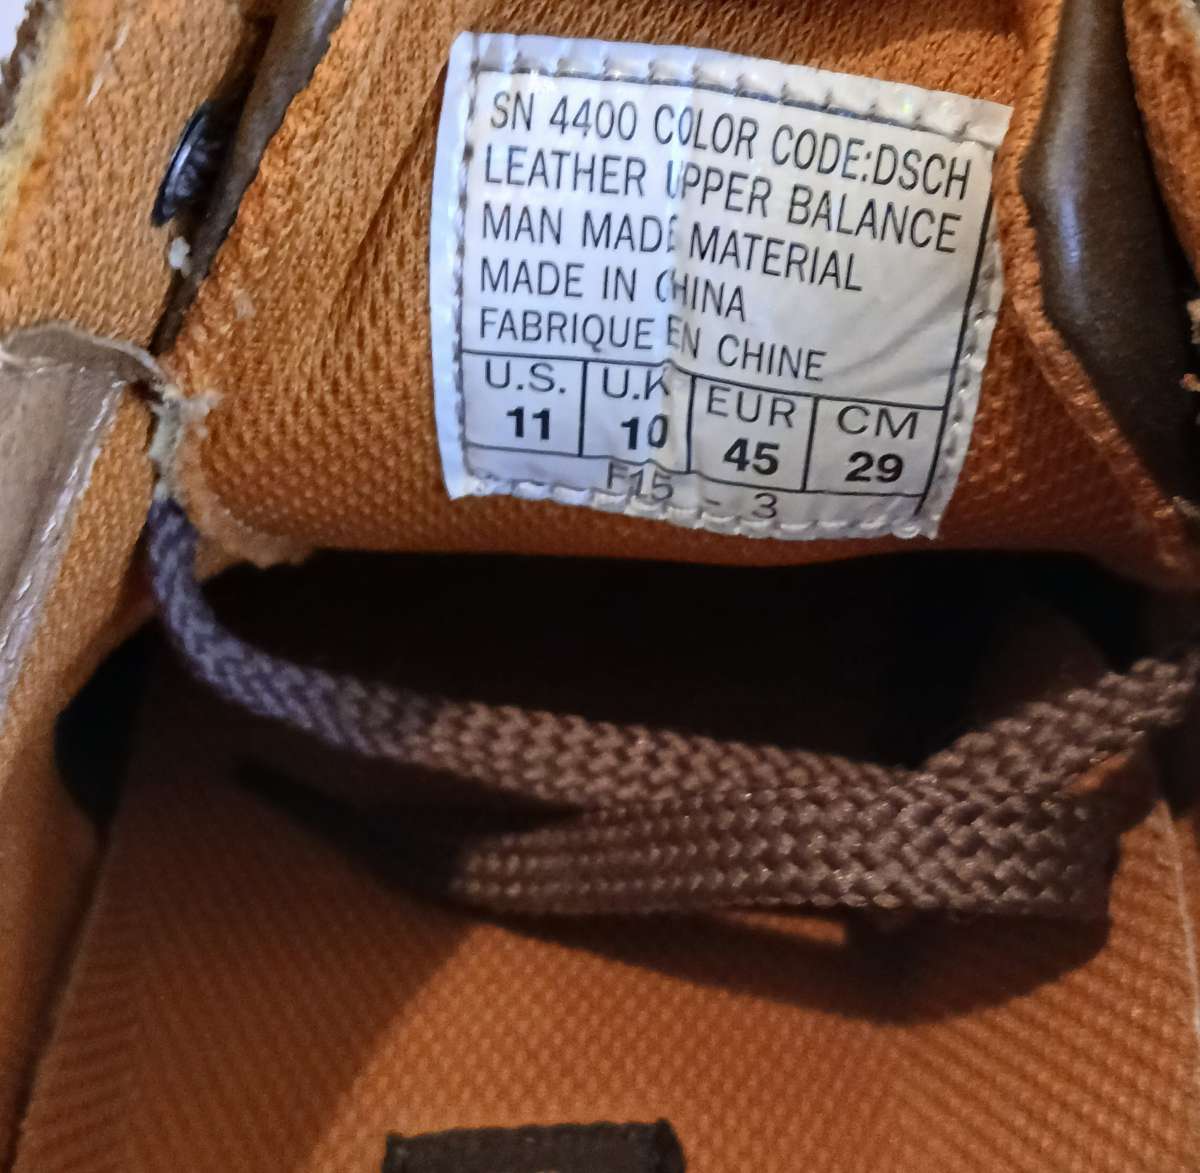 SN 4400 COLOR CODE:DSCH
LEATHER UPPER BALANCE
MAN MADE MATERIAL
MADE IN CHINA
FABRIQUE EN CHINE
U.S. U.K EUR CM
11 10 45 29
F15 - 3